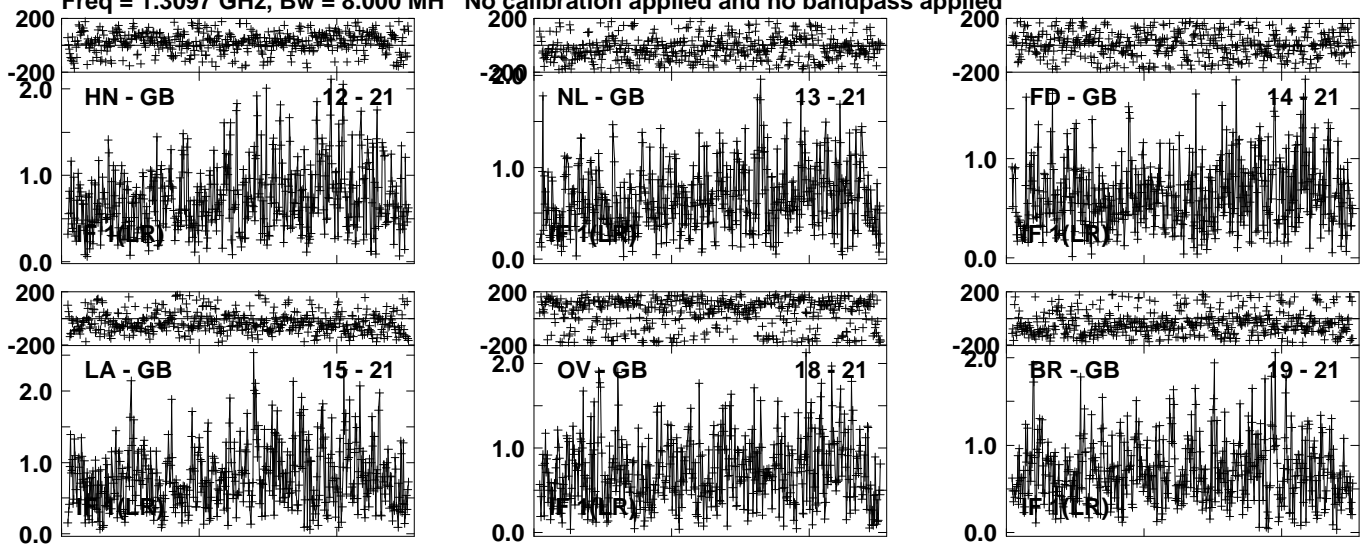 Freq = 1.3097 GHz, Bw = 8.000 MH No calibration applied and no bandpass applied
200
-200
2.0
1.0
0.0
HN - GB 12 - 21
IF 1(LR)
2.0
1.0
0.0
NL - GB 13 - 21
IF 1(LR)
200
-200
1.0
0.0
FD - GB 14 - 21
IF 1(LR)
200
-200
2.0
1.0
0.0
LA - GB 15 - 21
IF 1(LR)
200
-200
2.0
1.0
0.0
OV - GB 18 - 21
IF 1(LR)
200
-200
2.0
1.0
0.0
BR - GB 19 - 21
IF 1(LR)